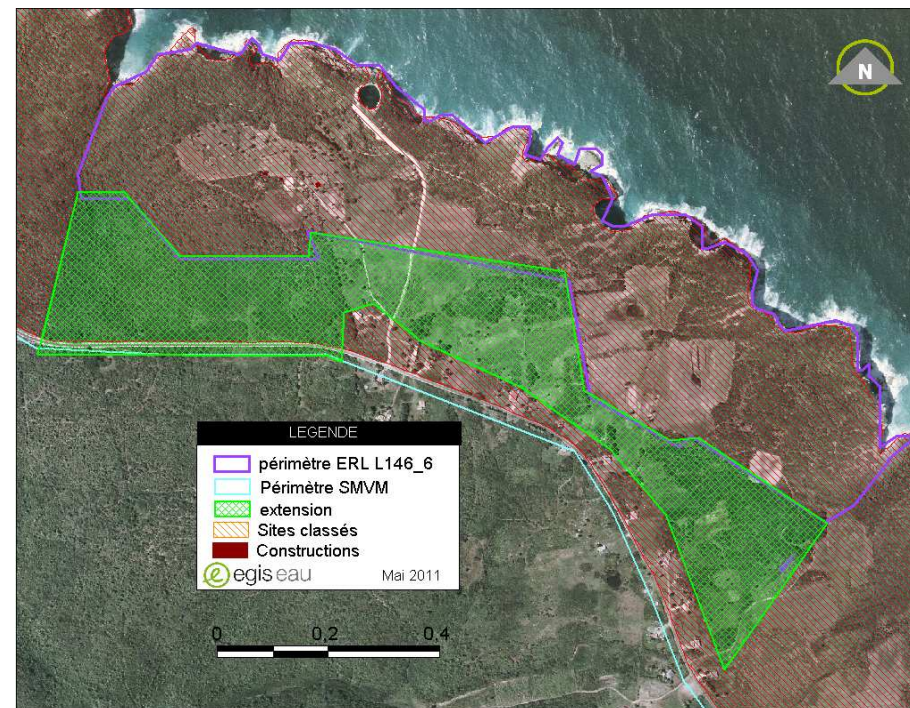 N
LEGENDE
périmètre ERL L146_6
Périmètre SMVM
extension
Sites classés
Constructions
egis eau Mai 2011
0 0,2 0,4